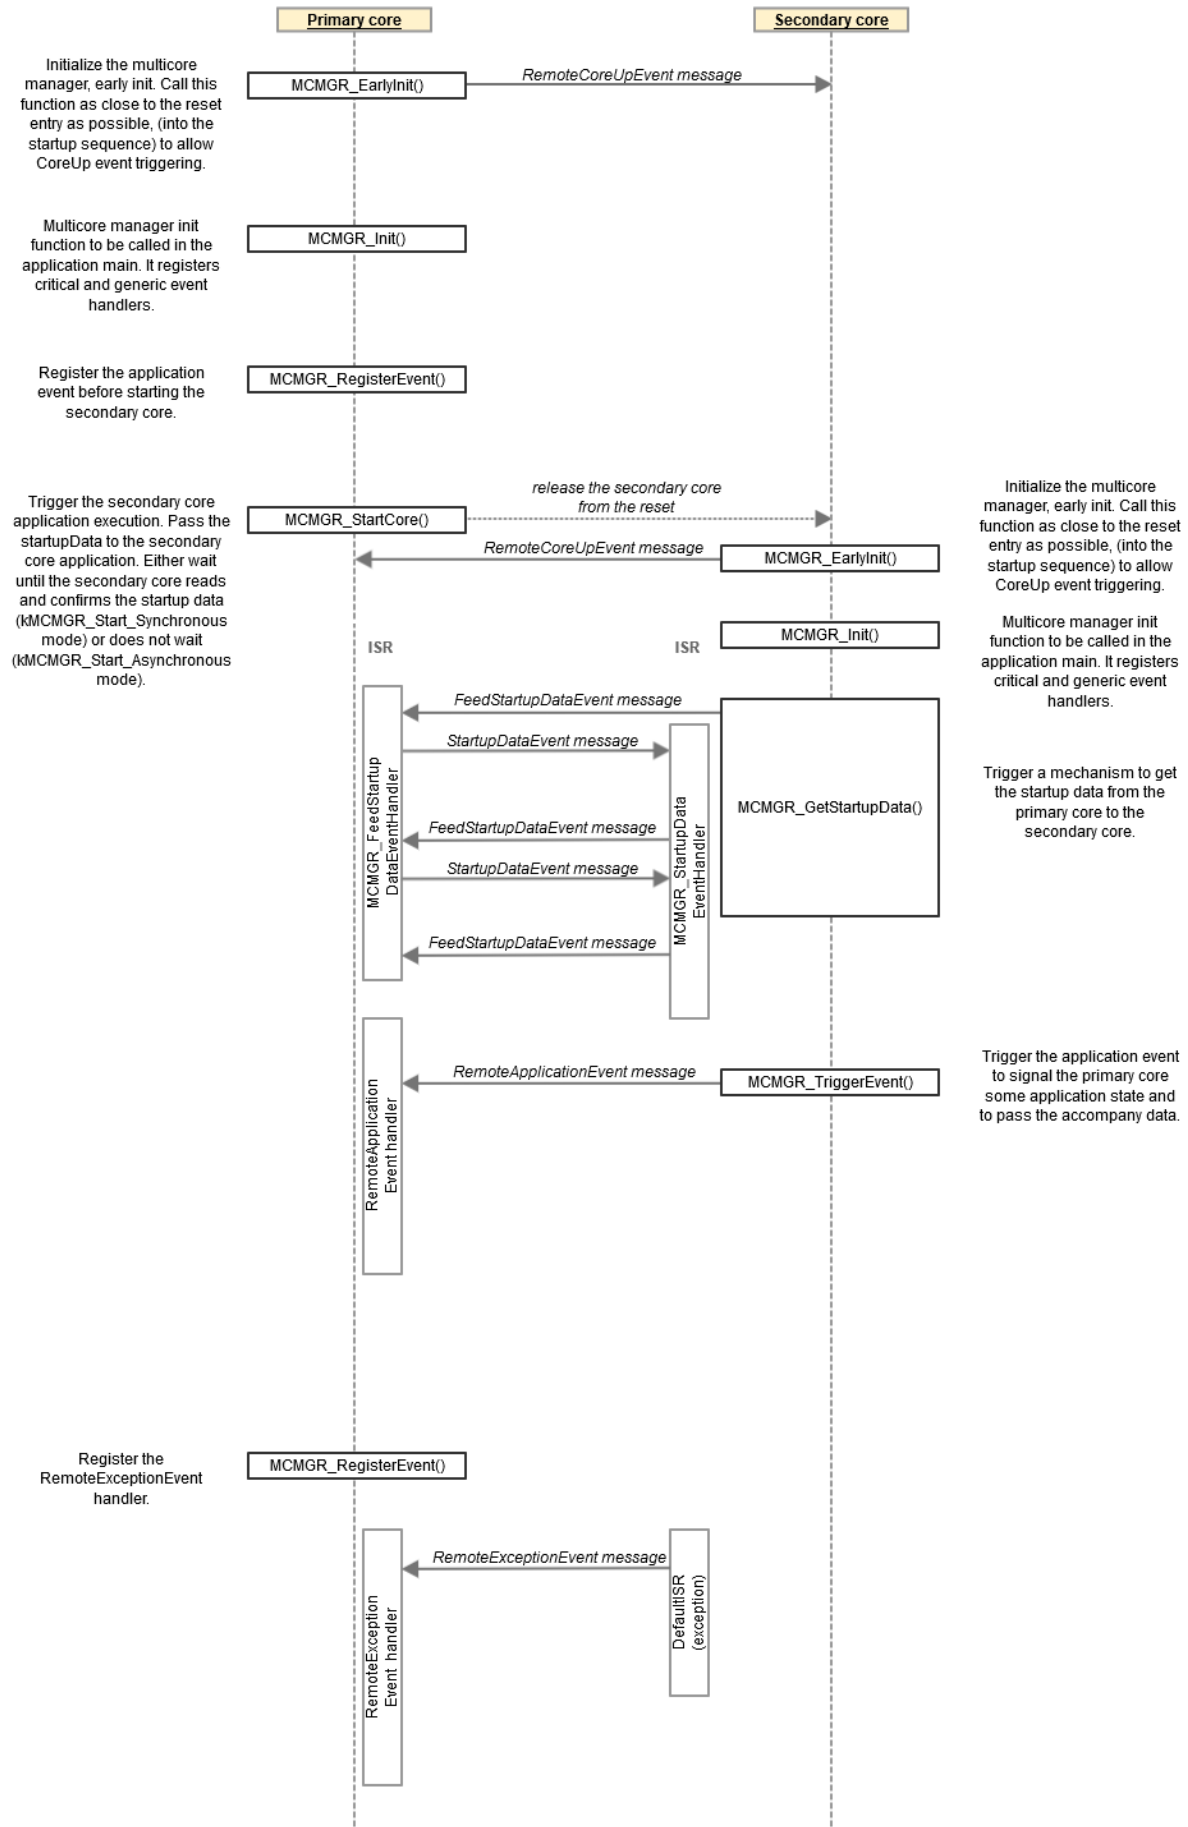 Primary core
Secondary core
Initialize the multicore
manager, early init. Call this
function as close to the reset
entry as possible, (into the
startup sequence) to allow
CoreUp event triggering.
MCMGR_EarlyInit()
RemoteCoreUpEvent message
Multicore manager init
function to be called in the
application main. It registers
critical and generic event
handlers.
MCMGR_Init()
Register the application
event before starting the
secondary core.
MCMGR_RegisterEvent()
Trigger the secondary core
application execution. Pass the
startupData to the secondary
core application. Either wait
until the secondary core reads
and confirms the startup data
(kMCMGR_Start_Synchronous
mode) or does not wait
(kMCMGR_Start_Asynchronous
mode).
MCMGR_StartCore()
release the secondary core
from the reset
RemoteCoreUpEvent message
MCMGR_EarlyInit()
Initialize the multicore
manager, early init. Call this
function as close to the reset
entry as possible, (into the
startup sequence) to allow
CoreUp event triggering.
MCMGR_Init()
Multicore manager init
function to be called in the
application main. It registers
critical and generic event
handlers.
ISR
ISR
FeedStartupDataEvent message
StartupDataEvent message
FeedStartupDataEvent message
StartupDataEvent message
FeedStartupDataEvent message
MCMGR_FeedStartup
DataEventHandler
MCMGR_StartupData
EventHandler
MCMGR_GetStartupData()
Trigger a mechanism to get
the startup data from the
primary core to the
secondary core.
RemoteApplicationEvent message
MCMGR_TriggerEvent()
RemoteApplication
Event handler
Trigger the application event
to signal the primary core
some application state and
to pass the accompany data.
Register the
RemoteExceptionEvent
handler.
MCMGR_RegisterEvent()
RemoteExceptionEvent message
RemoteException
Event handler
DefaultISR
(exception)